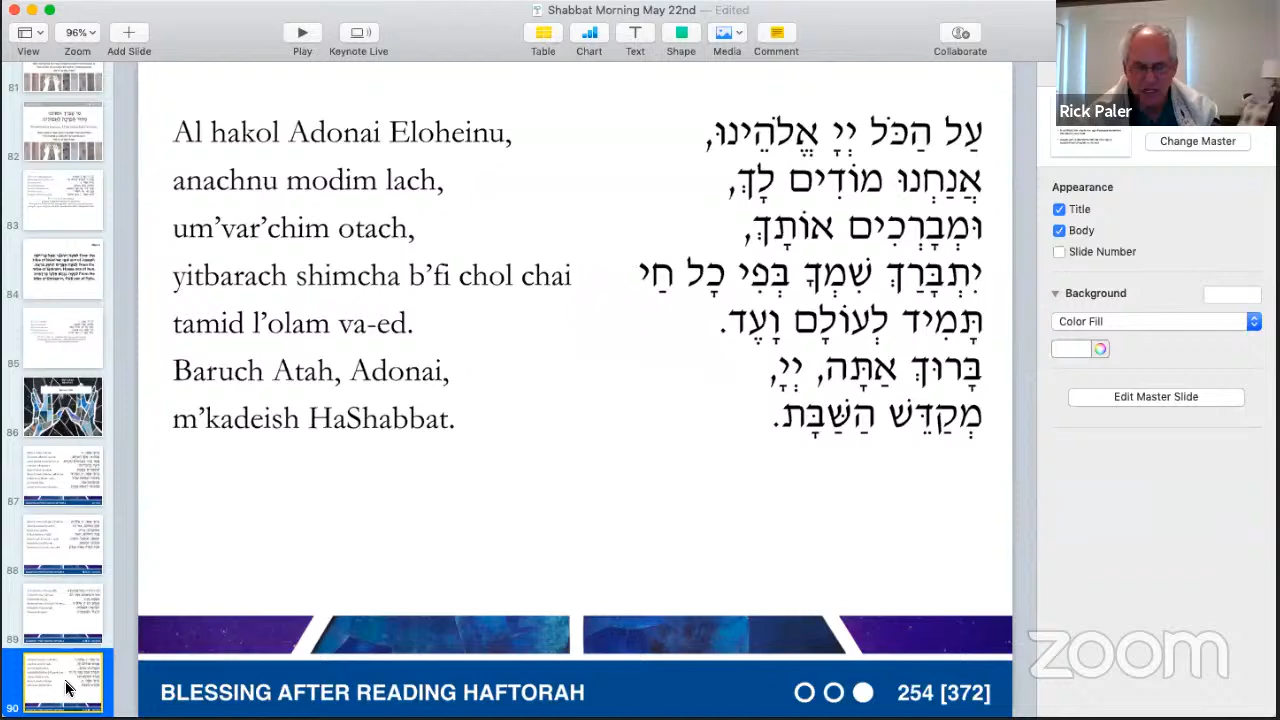 Shabbat Morning May 22nd — Edited
View
96%
Zoom
Add Slide
Play
Keynote Live
Table
Chart
Text
Shape
Media
Comment
Collaborate
Rick Paler
81
82
83
84
85
86
87
88
89
90
Al hakol Adonai Eloheinu,
anachnu modim lach,
um'var'chim otach,
yitbarach shimcha b'fi chol chai
tamid l'olam va-ed.
Baruch Atah, Adonai,
m'kadeish HaShabbat.
עַל הַכֹּל יְיָ אֱלֹהֵינוּ,
אֲנַחְנוּ מוֹדִים לָךְ,
וּמְבָרְכִים אוֹתָךְ,
יִתְבָּרַךְ שִׁמְךָ בְּפִי כָל חַי
תָּמִיד לְעוֹלָם וָעֶד.
בָּרוּךְ אַתָּה, יְיָ,
מְקַדֵּשׁ הַשַּׁבָּת.
BLESSING AFTER READING HAFTORAH
254 [372]
Change Master
Appearance
Title
Body
Slide Number
Background
Color Fill
Edit Master Slide
zoom